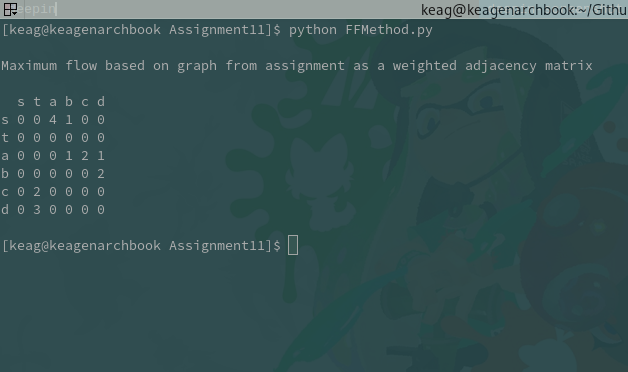 eepin
keag@keagenarchbook:~/Githu
[keag@keagenarchbook Assignment11]$ python FFMethod.py
Maximum flow based on graph from assignment as a weighted adjacency matrix
s t a b c d
s 0 0 4 1 0 0
t 0 0 0 0 0 0
a 0 0 0 1 2 1
b 0 0 0 0 0 2
c 0 2 0 0 0 0
d 0 3 0 0 0 0
[keag@keagenarchbook Assignment11]$